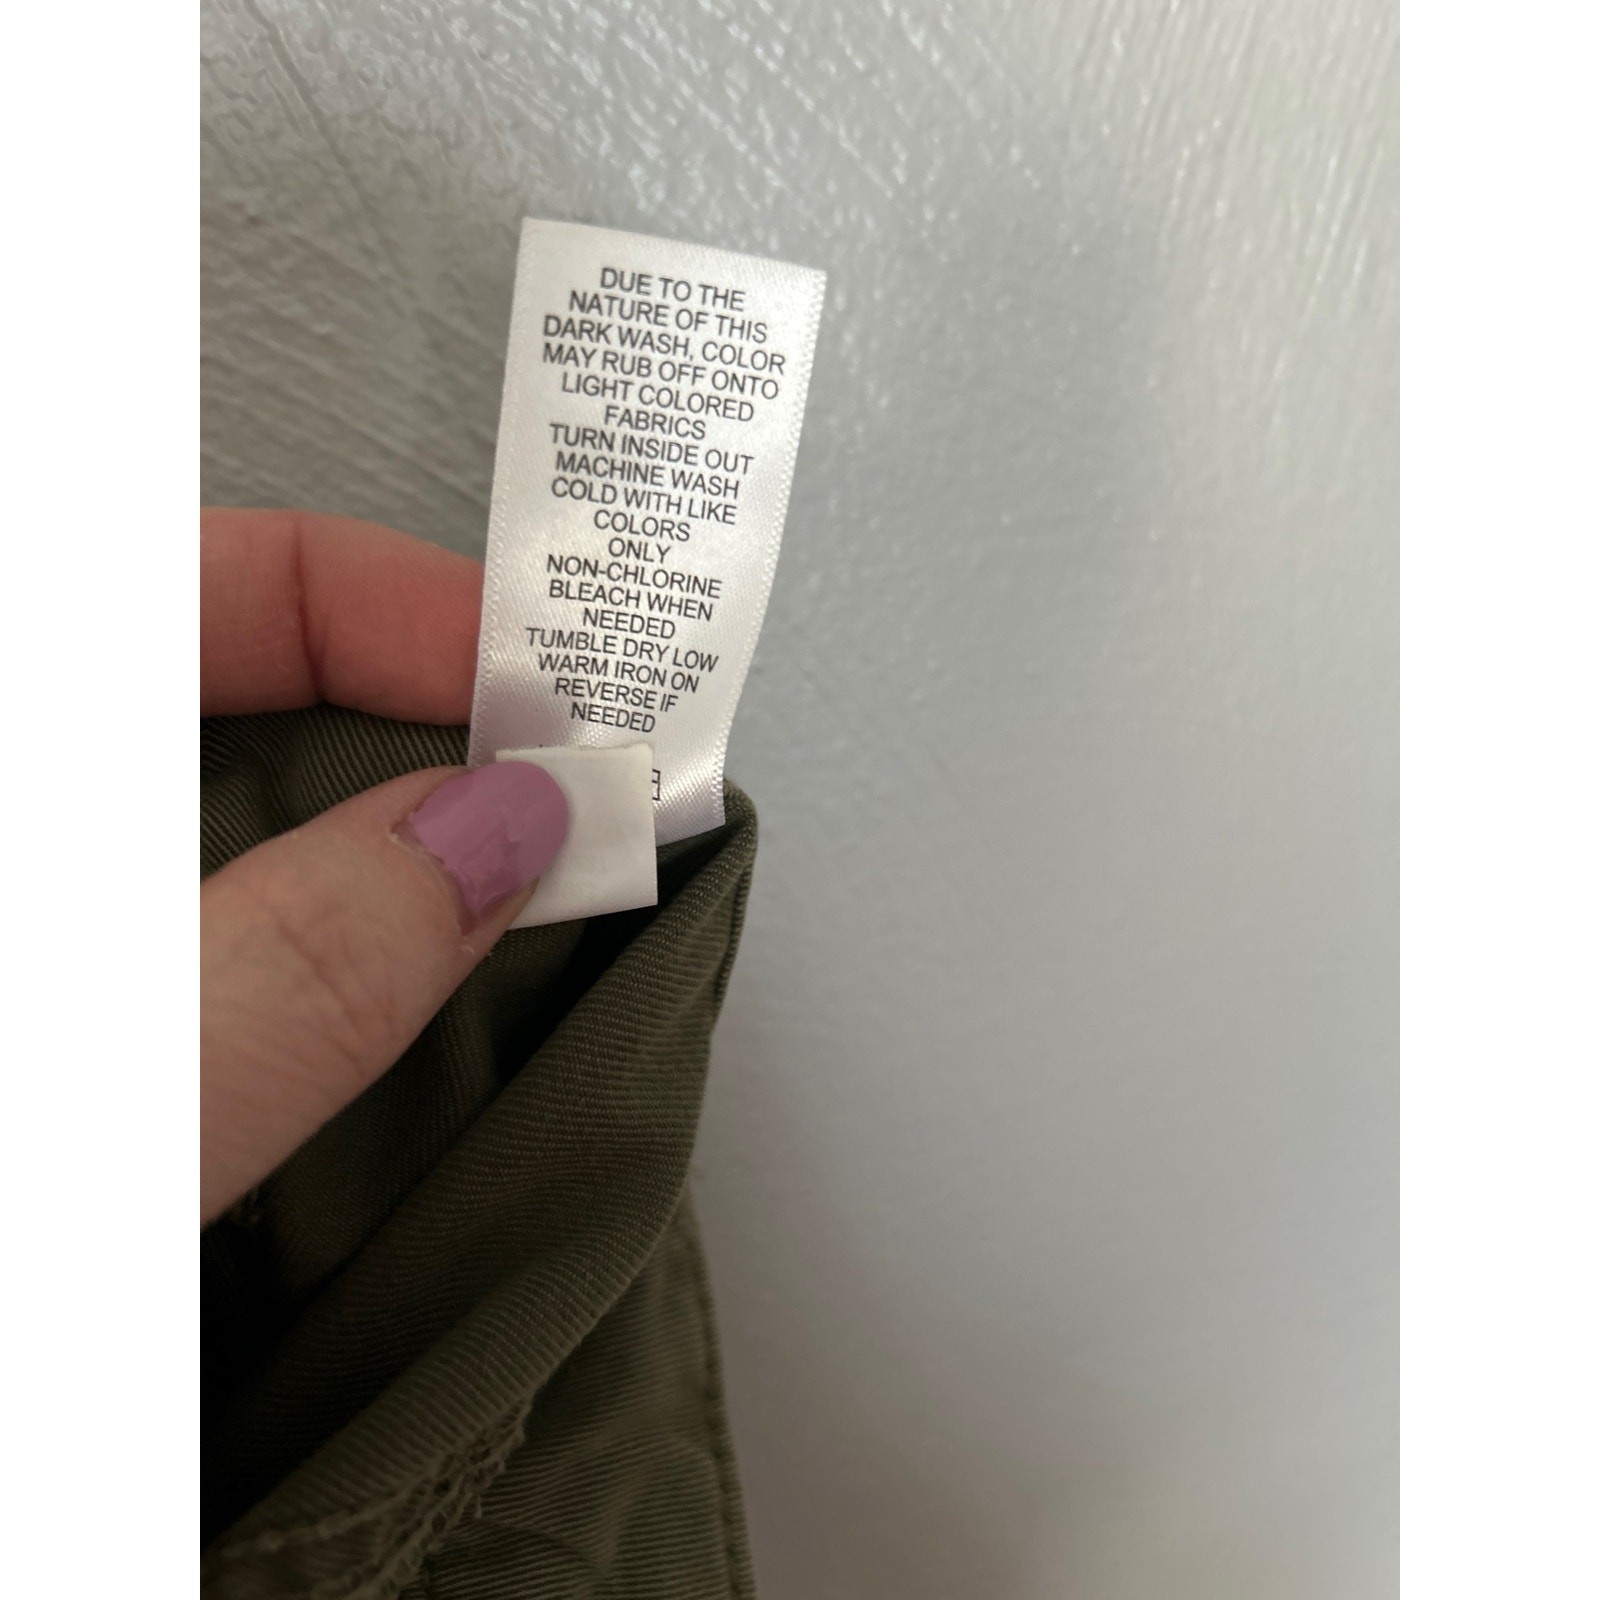 DUE TO THE
NATURE OF THIS
DARK WASH, COLOR
MAY RUB OFF ONTO
LIGHT COLORED
FABRICS
TURN INSIDE OUT
MACHINE WASH
COLD WITH LIKE
COLORS
ONLY
NON-CHLORINE
BLEACH WHEN
NEEDED
TUMBLE DRY LOW
WARM IRON ON
REVERSE IF
NEEDED